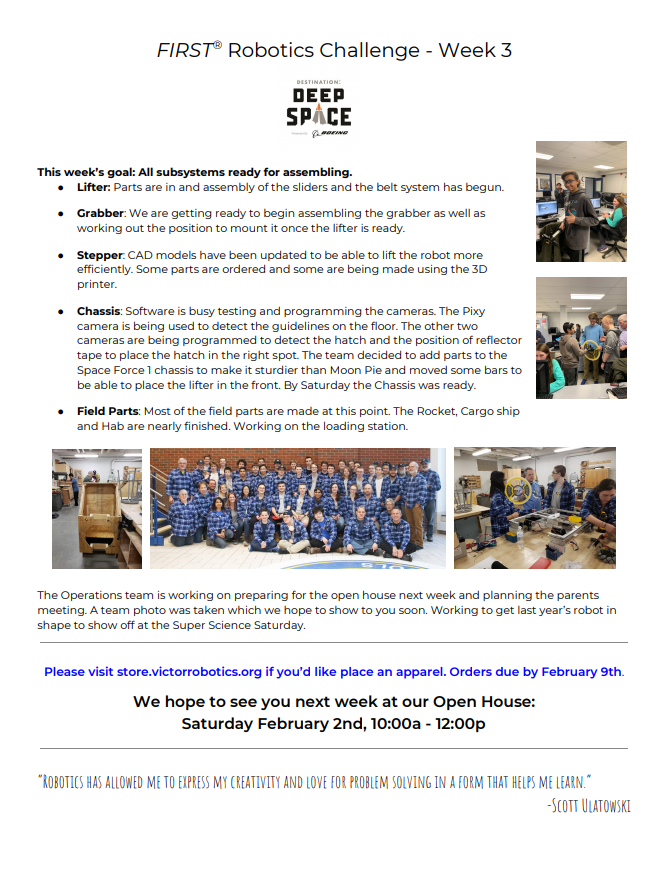 FIRST® Robotics Challenge - Week 3
DESTINATION:
DEEP
SPACE
BOEING
This week's goal: All subsystems ready for assembling.
● Lifter: Parts are in and assembly of the sliders and the belt system has begun.
● Grabber: We are getting ready to begin assembling the grabber as well as
working out the position to mount it once the lifter is ready.
● Stepper: CAD models have been updated to be able to lift the robot more
efficiently. Some parts are ordered and some are being made using the 3D
printer.
● Chassis: Software is busy testing and programming the cameras. The Pixy
camera is being used to detect the guidelines on the floor. The other two
cameras are being programmed to detect the hatch and the position of reflector
tape to place the hatch in the right spot. The team decided to add parts to the
Space Force 1 chassis to make it sturdier than Moon Pie and moved some bars to
be able to place the lifter in the front. By Saturday the Chassis was ready.
● Field Parts: Most of the field parts are made at this point. The Rocket, Cargo ship
and Hab are nearly finished. Working on the loading station.
The Operations team is working on preparing for the open house next week and planning the parents
meeting. A team photo was taken which we hope to show to you soon. Working to get last year's robot in
shape to show off at the Super Science Saturday.
Please visit store.victorrobotics.org if you'd like place an apparel. Orders due by February 9th.
We hope to see you next week at our Open House:
Saturday February 2nd, 10:00a - 12:00p
"Robotics has allowed me to express my creativity and love for problem solving in a form that helps me learn."
-Scott Ulatowski